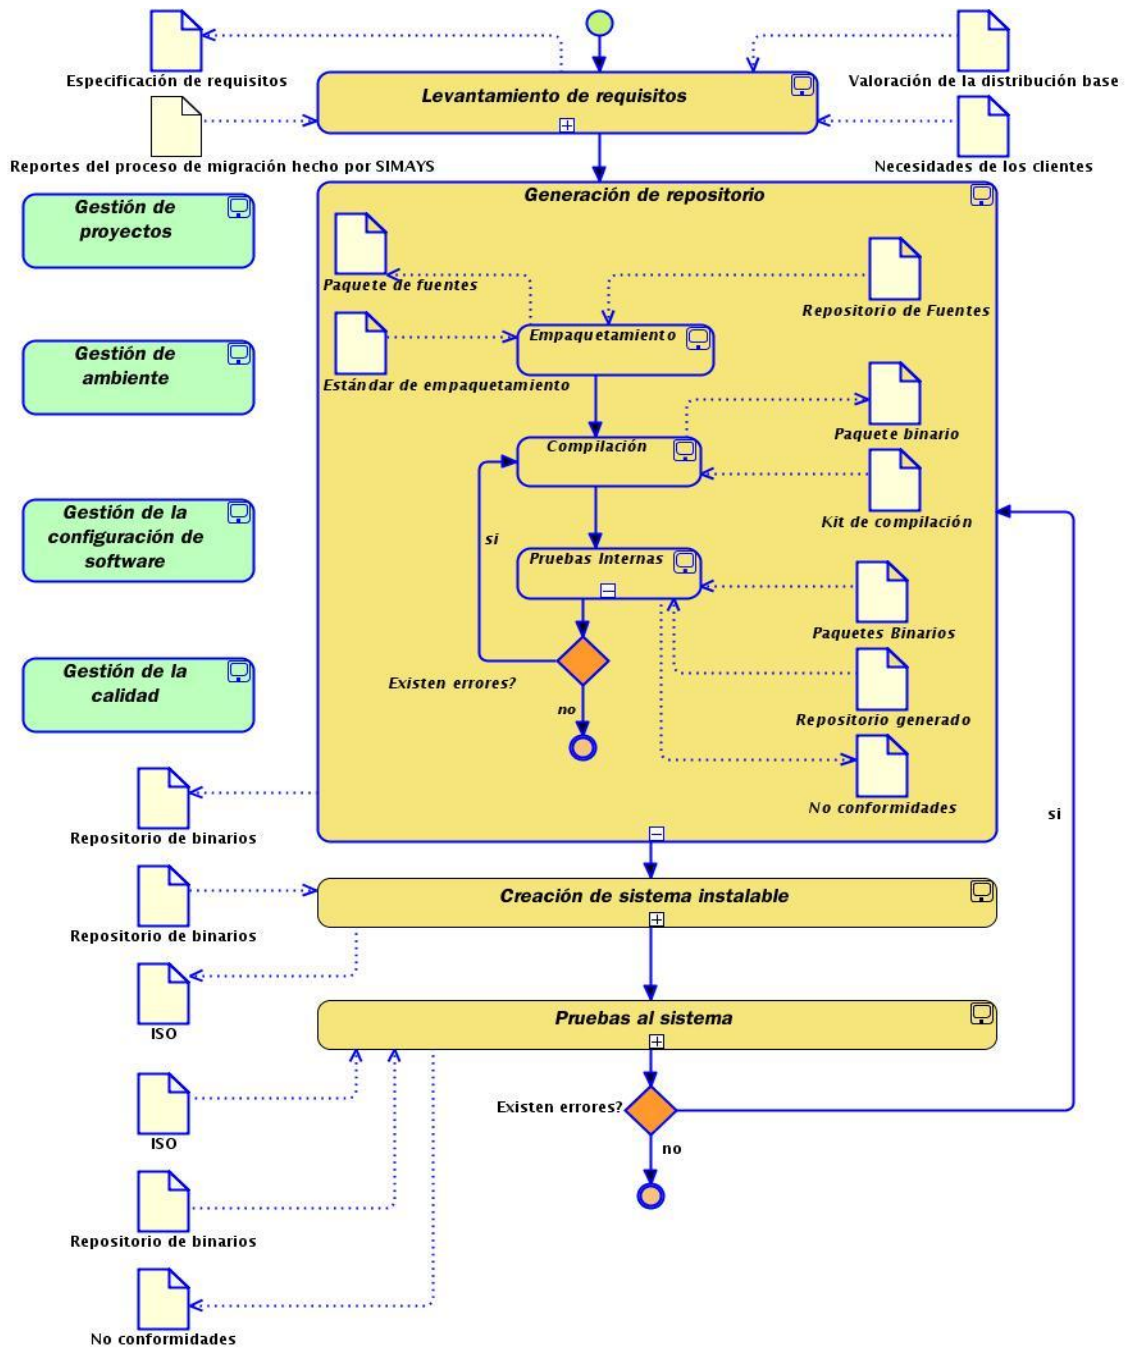 Especificación de requisitos
Valoración de la distribución base
Levantamiento de requisitos
Reportes del proceso de migración hecho por SIMAYS
Necesidades de los clientes
Generación de repositorio
Gestión de
proyectos
Paquete de fuentes
Repositorio de Fuentes
Empaquetamiento
Estándar de empaquetamiento
Gestión de
ambiente
Paquete binario
Compilación
Kit de compilación
Gestión de la
configuración de
software
si
Pruebas Internas
Paquetes Binarios
Gestión de la
calidad
Existen errores?
no
Repositorio generado
No conformidades
si
Repositorio de binarios
Creación de sistema instalable
Repositorio de binarios
ISO
Pruebas al sistema
Existen errores?
ISO
no
Repositorio de binarios
No conformidades